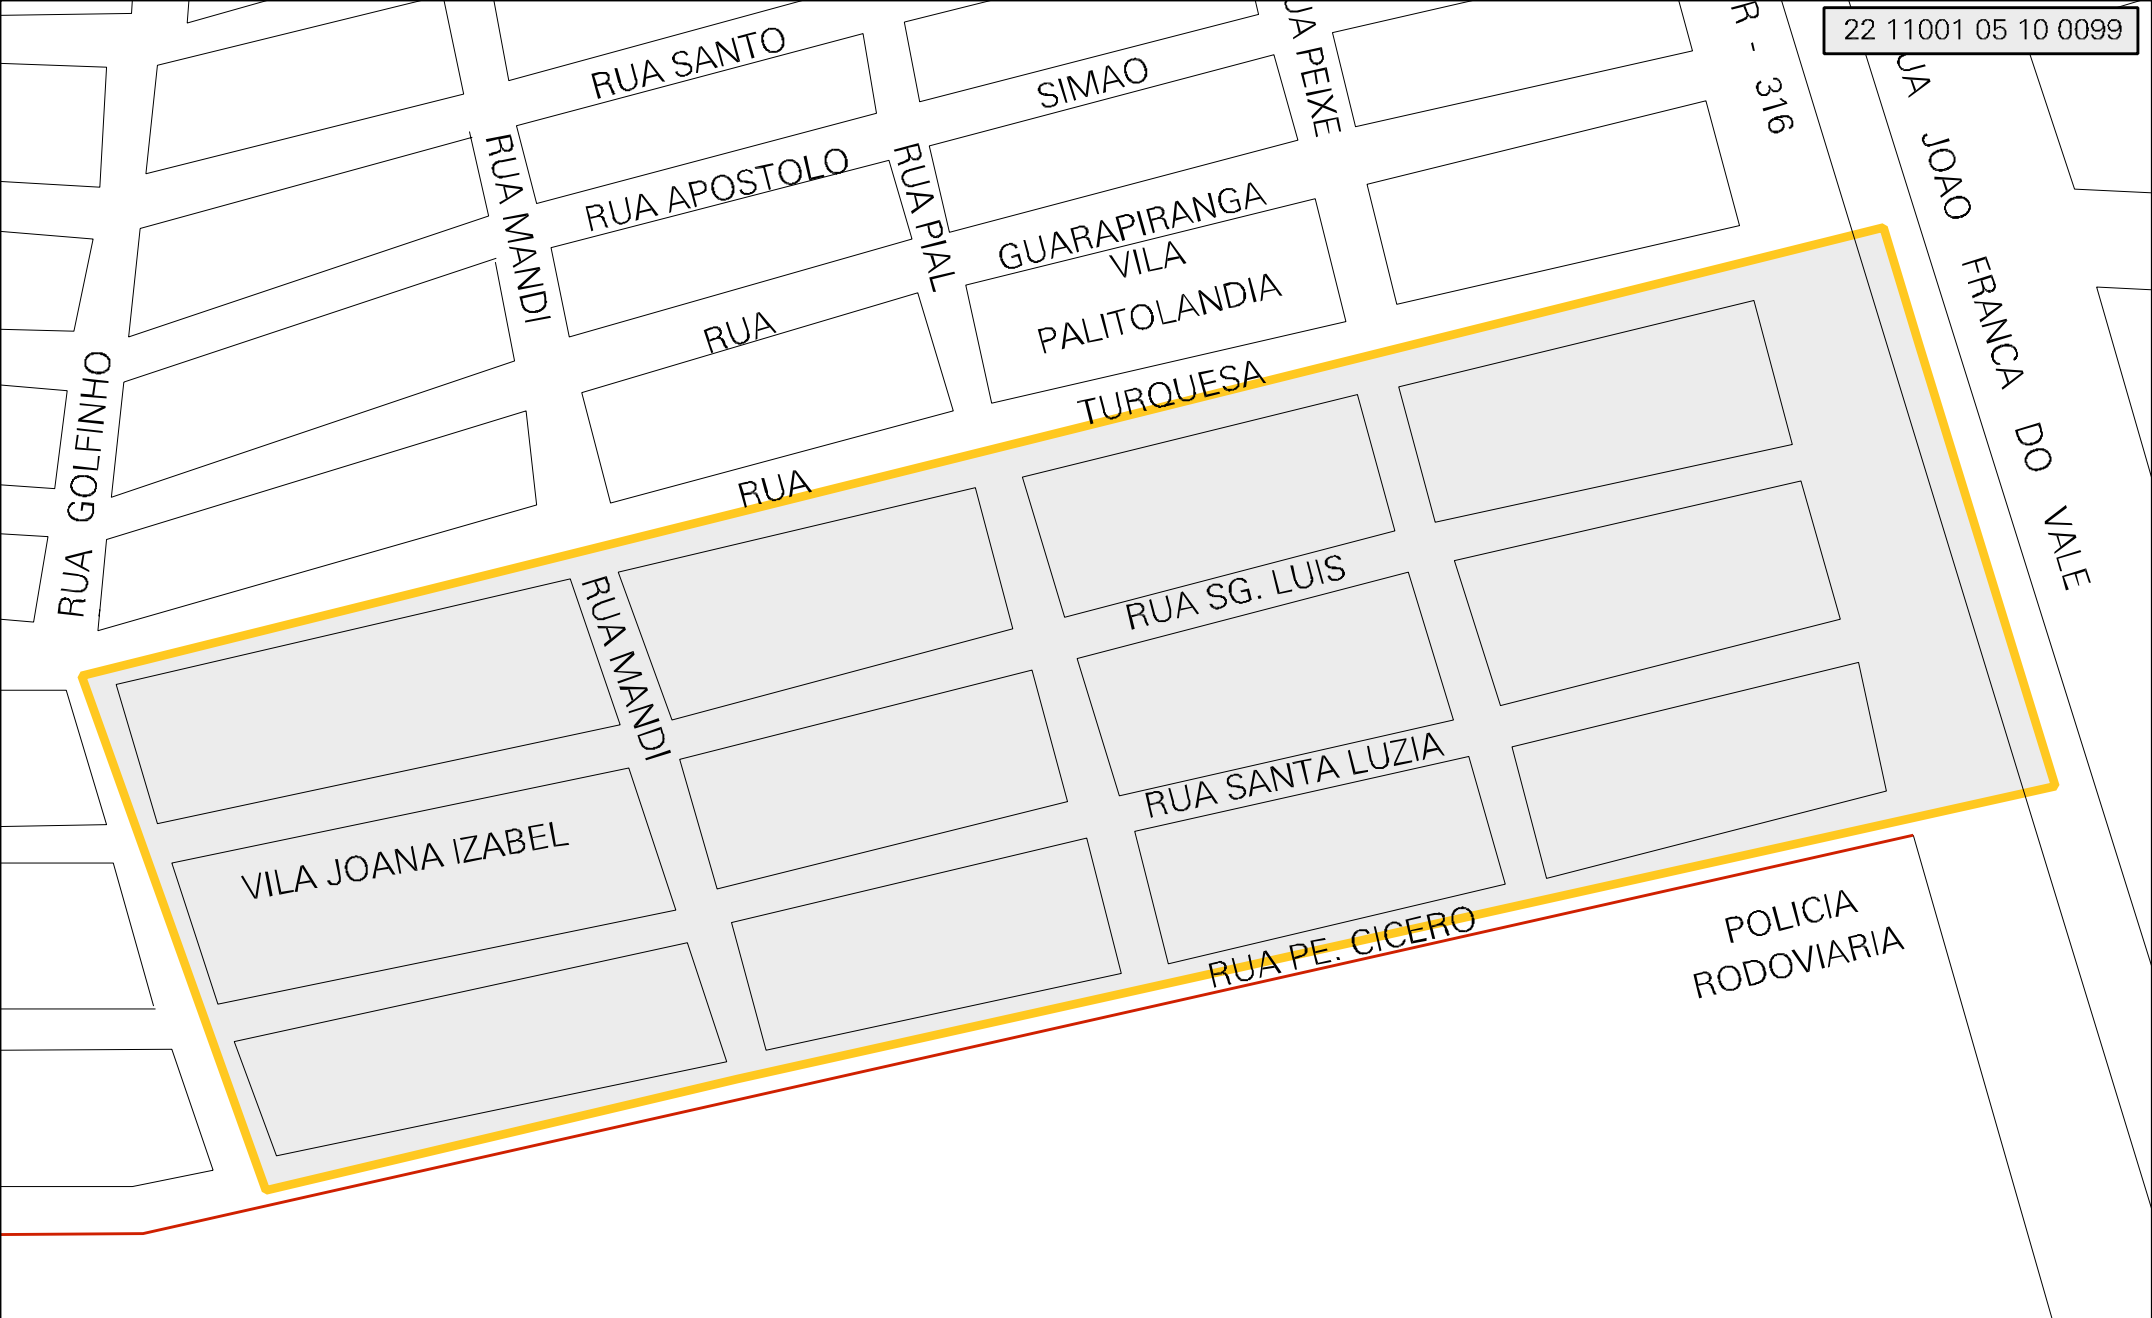 22 11001 05 10 0099
RUA SANTO
SIMAO
UA PEIXE
R - 316
UA JOAO FRANCA DO VALE
RUA MANDI
RUA APOSTOLO
RUA PIAL
GUARAPIRANGA
VILA
PALITOLANDIA
RUA
TURQUESA
RUA
RUA GOLFINHO
RUA MANDI
RUA SG. LUIS
RUA SANTA LUZIA
VILA JOANA IZABEL
RUA PE. CICERO
POLICIA
RODOVIARIA